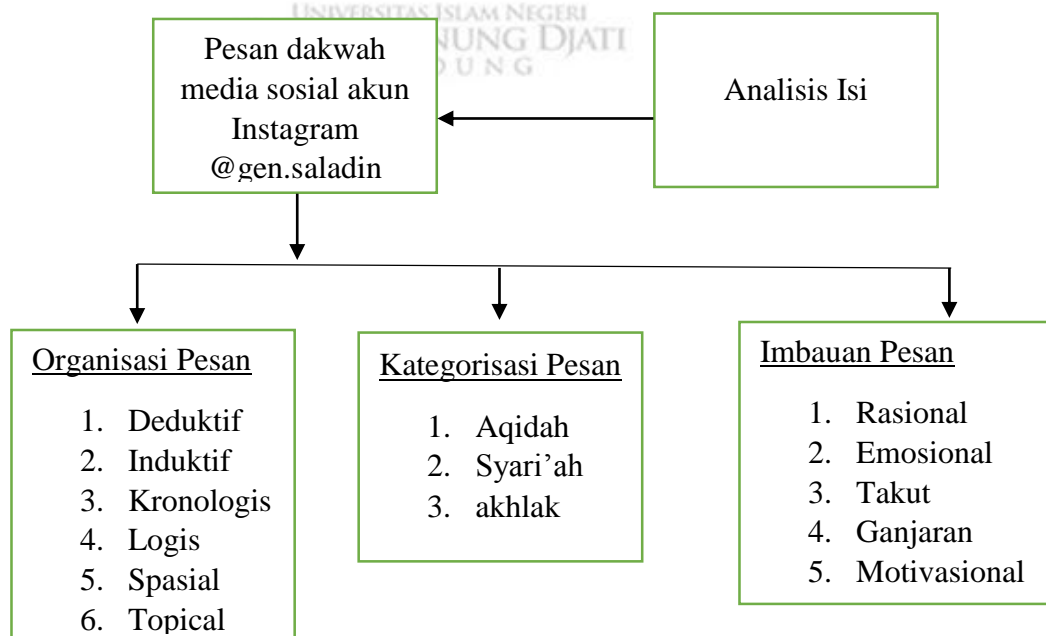 UNIVERSITAS ISLAM NEGERI
NUNG DJATI
D U N G
Pesan dakwah
media sosial akun
Instagram
@gen.saladin
Analisis Isi
Organisasi Pesan
1. Deduktif
2. Induktif
3. Kronologis
4. Logis
5. Spasial
6. Topical
Kategorisasi Pesan
1. Aqidah
2. Syari’ah
3. akhlak
Imbauan Pesan
1. Rasional
2. Emosional
3. Takut
4. Ganjaran
5. Motivasional